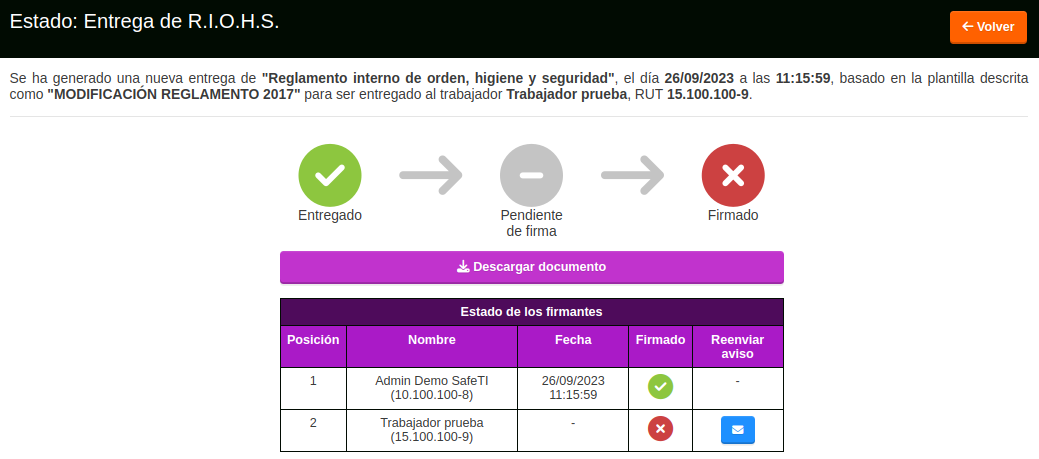 Estado: Entrega de R.I.O.H.S.
Volver
Se ha generado una nueva entrega de "Reglamento interno de orden, higiene y seguridad", el día 26/09/2023 a las 11:15:59, basado en la plantilla descrita
como "MODIFICACIÓN REGLAMENTO 2017" para ser entregado al trabajador Trabajador prueba, RUT 15.100.100-9.
Entregado
Pendiente
de firma
Firmado
Descargar documento
Estado de los firmantes
Posición Nombre Fecha Firmado Reenviar
aviso
1 Admin Demo SafeTI 26/09/2023 -
(10.100.100-8) 11:15:59
2 Trabajador prueba -
(15.100.100-9)